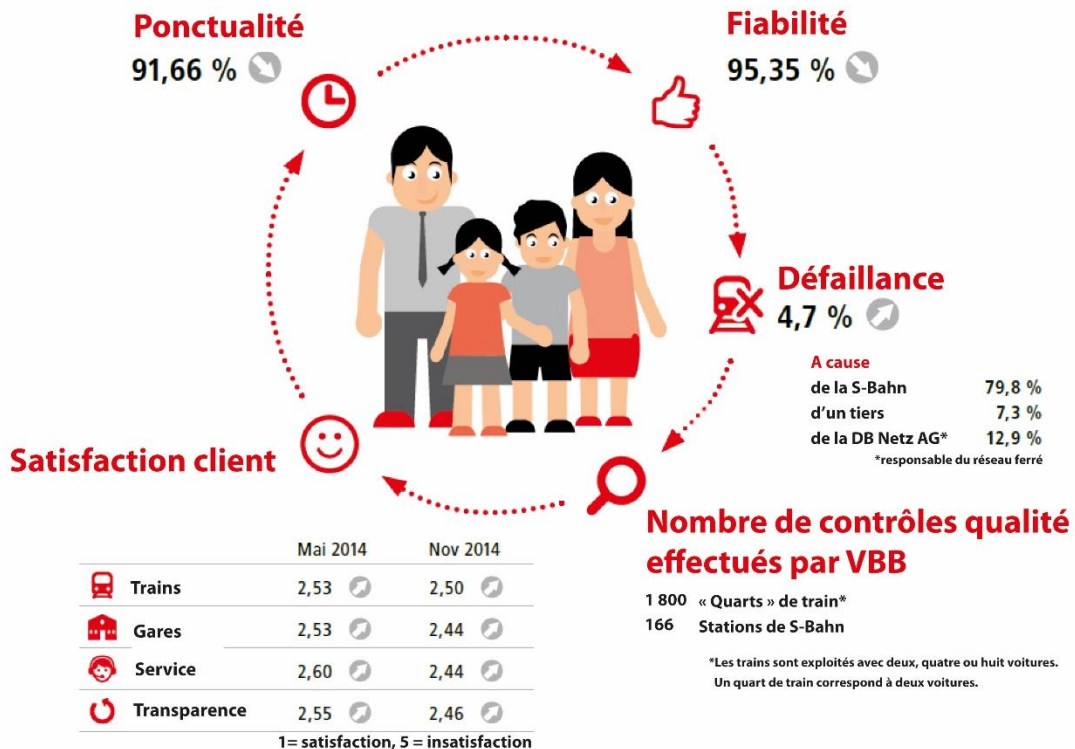 Ponctualité
91,66 %
Fiabilité
95,35 %
Défaillance
4,7 %
A cause
de la S-Bahn 79,8 %
d'un tiers 7,3 %
de la DB Netz AG* 12,9 %
*responsable du réseau ferré
Nombre de contrôles qualité
effectués par VBB
1 800 « Quarts » de train*
166 Stations de S-Bahn
*Les trains sont exploités avec deux, quatre ou huit voitures.
Un quart de train correspond à deux voitures.
Satisfaction client
Mai 2014 Nov 2014
Trains 2,53 2,50
Gares 2,53 2,44
Service 2,60 2,44
Transparence 2,55 2,46
1= satisfaction, 5 = insatisfaction